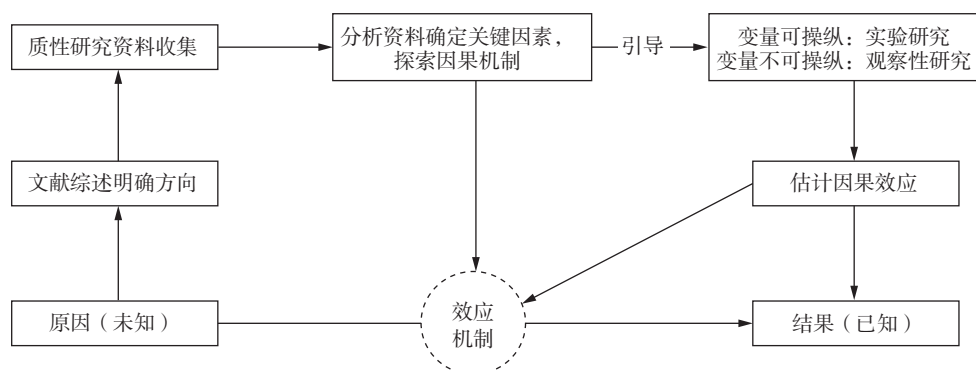 质性研究资料收集
分析资料确定关键因素，
探索因果机制
引导
变量可操纵：实验研究
变量不可操纵：观察性研究
文献综述明确方向
估计因果效应
原因（未知）
效应
机制
结果（已知）